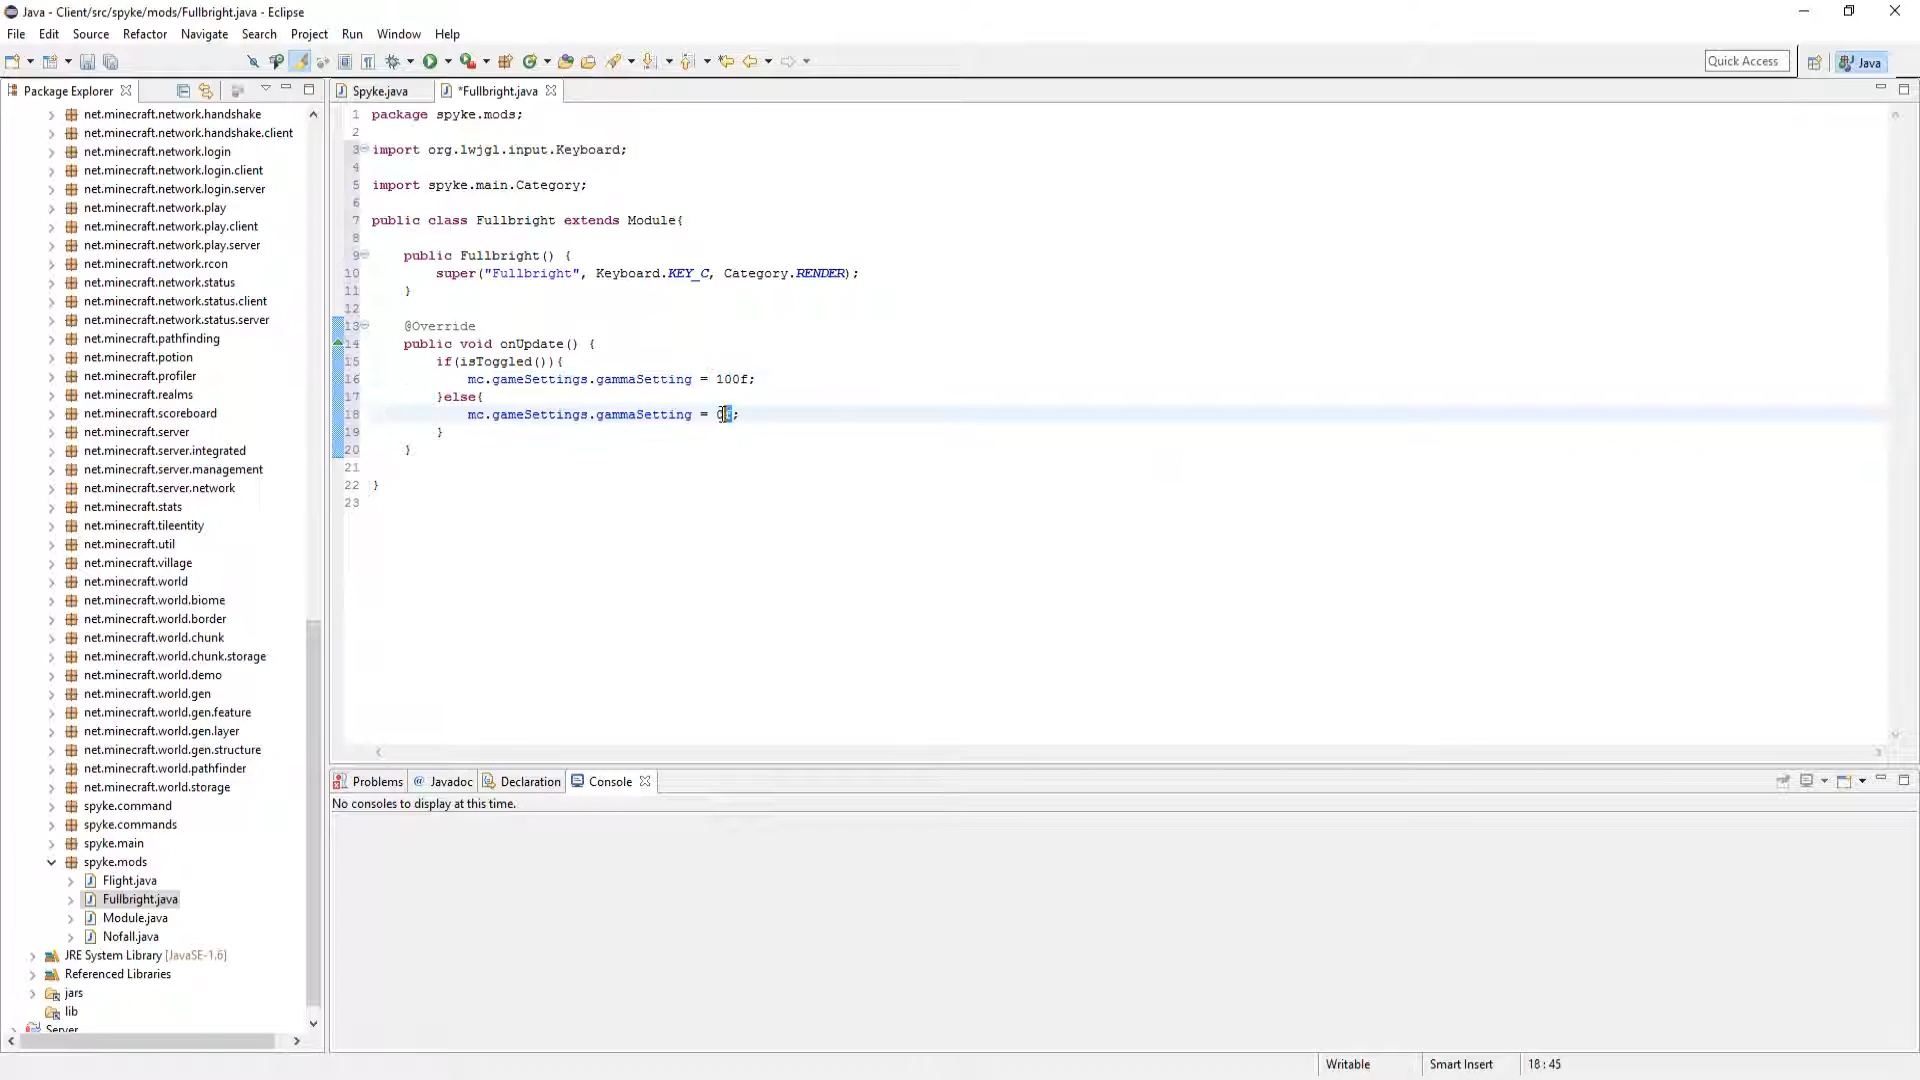 Java - Client/src/spyke/mods/Fullbright.java - Eclipse
File Edit Source Refactor Navigate Search Project Run Window Help
Quick Access
Java
Package Explorer
Spyke.java
*Fullbright.java
net.minecraft.network.handshake
net.minecraft.network.handshake.client
net.minecraft.network.login
net.minecraft.network.login.client
net.minecraft.network.login.server
net.minecraft.network.play
net.minecraft.network.play.client
net.minecraft.network.play.server
net.minecraft.network.rcon
net.minecraft.network.status
net.minecraft.network.status.client
net.minecraft.network.status.server
net.minecraft.pathfinding
net.minecraft.potion
net.minecraft.profiler
net.minecraft.realms
net.minecraft.scoreboard
net.minecraft.server
net.minecraft.server.integrated
net.minecraft.server.management
net.minecraft.server.network
net.minecraft.stats
net.minecraft.tileentity
net.minecraft.util
net.minecraft.village
net.minecraft.world
net.minecraft.world.biome
net.minecraft.world.border
net.minecraft.world.chunk
net.minecraft.world.chunk.storage
net.minecraft.world.demo
net.minecraft.world.gen
net.minecraft.world.gen.feature
net.minecraft.world.gen.layer
net.minecraft.world.gen.structure
net.minecraft.world.pathfinder
net.minecraft.world.storage
spyke.command
spyke.commands
spyke.main
spyke.mods
Flight.java
Fullbright.java
Module.java
Nofall.java
JRE System Library [JavaSE-1.6]
Referenced Libraries
jars
lib
Server
1 package spyke.mods;
2
3 import org.lwjgl.input.Keyboard;
4
5 import spyke.main.Category;
6
7 public class Fullbright extends Module{
8
9 public Fullbright() {
10 super("Fullbright", Keyboard.KEY_C, Category.RENDER);
11 }
12
13 @Override
14 public void onUpdate() {
15 if(isToggled()){
16 mc.gameSettings.gammaSetting = 100f;
17 }else{
18 mc.gameSettings.gammaSetting = ;
19 }
20 }
21
22 }
23
Problems @ Javadoc Declaration Console
No consoles to display at this time.
Writable Smart Insert 18 : 45